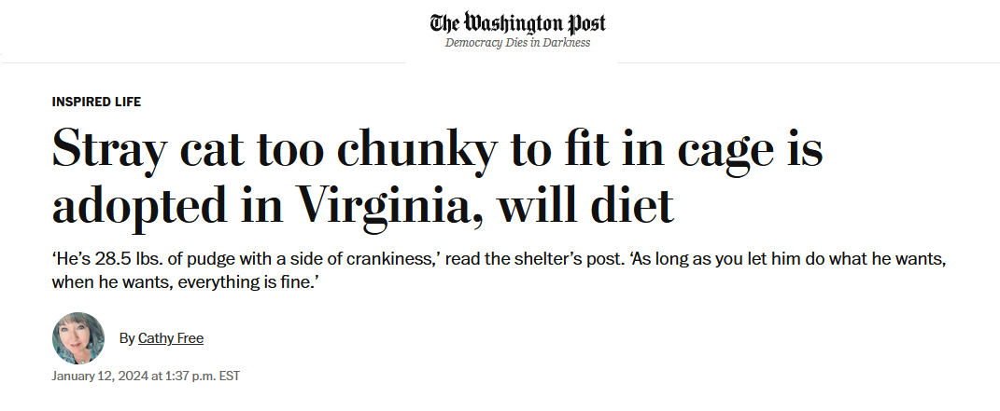 The Washington Post
Democracy Dies in Darkness
INSPIRED LIFE
Stray cat too chunky to fit in cage is
adopted in Virginia, will diet
‘He’s 28.5 lbs. of pudge with a side of crankiness,’ read the shelter’s post. ‘As long as you let him do what he wants,
when he wants, everything is fine.’
By Cathy Free
January 12, 2024 at 1:37 p.m. EST